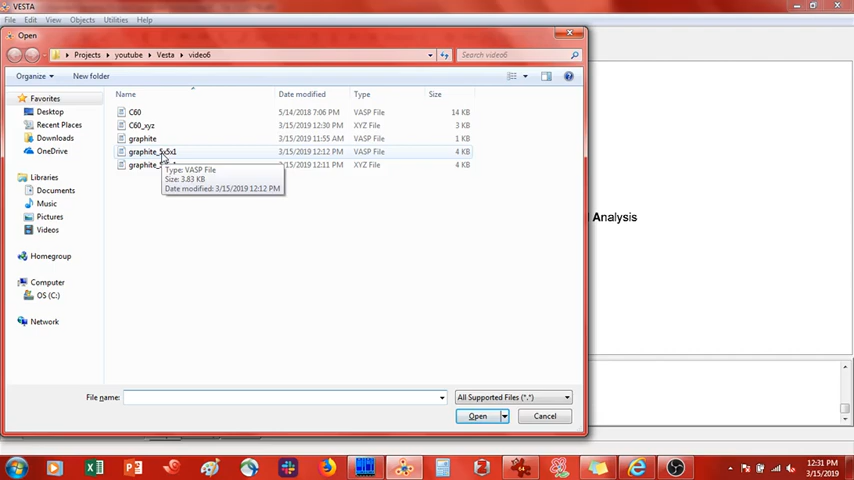 VESTA
File Edit View Objects Utilities Help
Open
Projects youtube Vesta video6
Search video6
Organize New folder
Name Date modified Type Size
Favorites
Desktop
Recent Places
Downloads
OneDrive
Libraries
Documents
Music
Pictures
Videos
Homegroup
Computer
OS (C:)
Network
C60 5/14/2018 7:06 PM VASP File 14 KB
C60_xyz 3/15/2019 12:30 PM XYZ File 3 KB
graphite 3/15/2019 11:55 AM VASP File 1 KB
graphite_5x5x1 3/15/2019 12:12 PM VASP File 4 KB
3/15/2019 12:11 PM XYZ File 4 KB
Type: VASP File
Size: 3.83 KB
Date modified: 3/15/2019 12:12 PM
Analysis
File name: All Supported Files (*.*)
Open Cancel
12:31 PM
3/15/2019